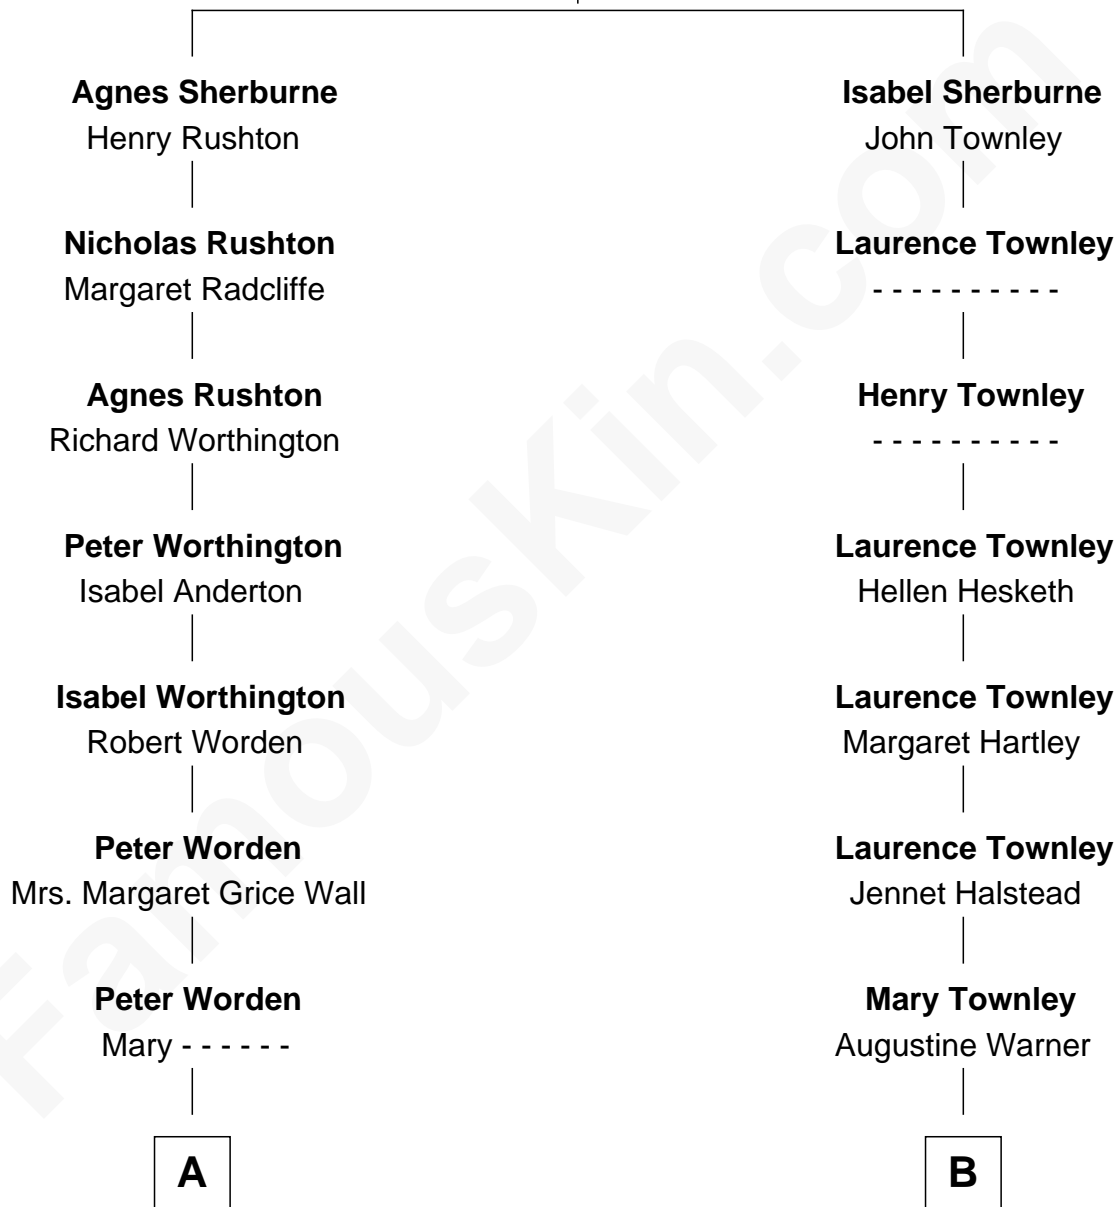 Agnes Sherburne
Henry Rushton
Nicholas Rushton
Margaret Radcliffe
Agnes Rushton
Richard Worthington
Peter Worthington
Isabel Anderton
Isabel Worthington
Robert Worden
Peter Worden
Mrs. Margaret Grice Wall
Peter Worden
Mary - - - - - -
A
Isabel Sherburne
John Townley
Laurence Townley
- - - - - - - - - -
Henry Townley
- - - - - - - - - -
Laurence Townley
Hellen Hesketh
Laurence Townley
Margaret Hartley
Laurence Townley
Jennet Halstead
Mary Townley
Augustine Warner
B
FamousKin.com